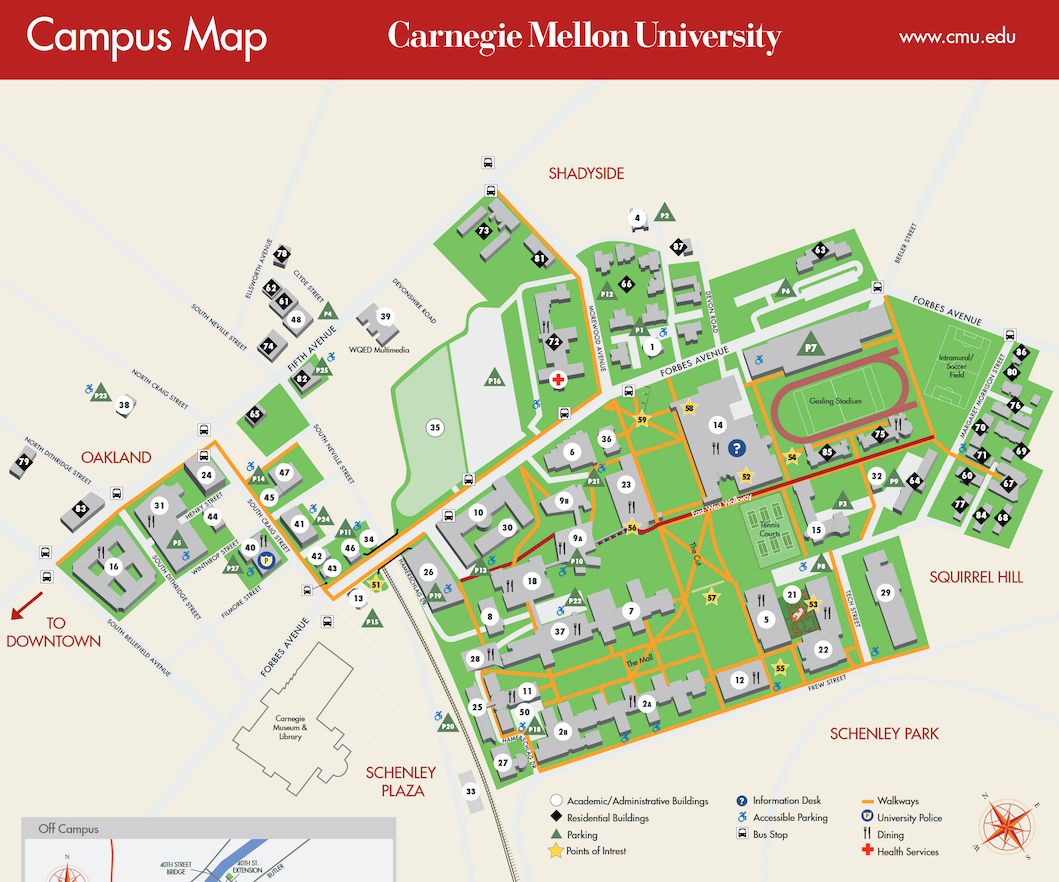 Campus Map
Carnegie Mellon University
www.cmu.edu
SHADYSIDE
4
P2
73
81
87
63
78
66
P12
P6
BEELER STREET
ELLSWORTH AVENUE
62
61
CLYDE STREET
48
P4
DEVONSHIRE ROAD
39
WQED Multimedia
SOUTH NEVILLE STREET
74
FIFTH AVENUE
P25
82
MOREWOOD AVENUE
72
P1
1
DEVON ROAD
FORBES AVENUE
P7
FORBES AVENUE
Intramural/
Soccer
Field
MARGARET MORRISON STREET
86
80
76
70
71
69
60
67
77
84
68
P16
35
Gesling Stadium
P23
38
NORTH CRAIG STREET
65
SOUTH NEVILLE STREET
59
58
14
?
54
85
75
52
36
6
P21
23
9B
56
East-West Walkway
9A
P10
Tennis
Courts
15
P3
32
P9
64
P8
NORTH DITHRIDGE STREET
79
OAKLAND
83
24
31
HENRY STREET
44
P5
P14
47
45
SOUTH CRAIG STREET
41
P24
P11
34
46
42
43
40
P
P27
WINTHROP STREET
FILMORE STREET
SOUTH DITHRIDGE STREET
16
SOUTH BELLEFIELD AVENUE
TO
DOWNTOWN
10
30
26
P19
HAMERSCHLAG DR.
P13
18
8
P22
37
7
The Cut
57
5
21
53
22
TECH STREET
29
SQUIRREL HILL
51
13
P15
FORBES AVENUE
Carnegie
Museum &
Library
28
The Mall
11
25
50
P18
2B
2A
12
55
FREW STREET
HAMERSCHLAG DR.
27
P20
33
SCHENLEY
PLAZA
SCHENLEY PARK
Academic/Administrative Buildings
Residential Buildings
Parking
Points of Intrest
? Information Desk
Accessible Parking
Bus Stop
Walkways
P University Police
Dining
Health Services
N
E
S
W
Off Campus
N
40TH STREET
BRIDGE
40TH ST.
EXTENSION
BUTLER